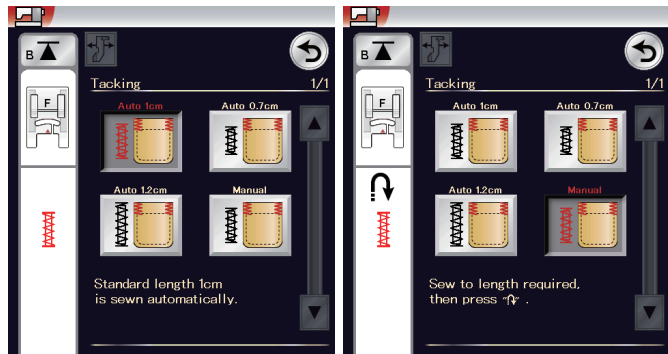 B
F
Tacking 1/1
Auto 1cm Auto 0.7cm
Auto 1.2cm Manual
Standard length 1cm
is sewn automatically.
B
F
Tacking 1/1
Auto 1cm Auto 0.7cm
Auto 1.2cm Manual
Sew to length required,
then press " ".